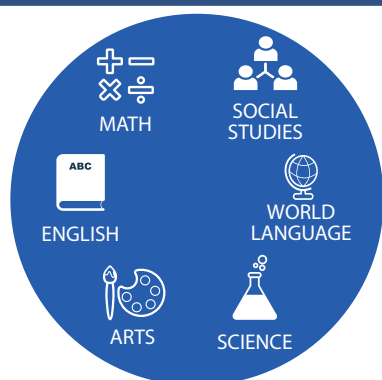 MATH
SOCIAL
STUDIES
ABC
ENGLISH
WORLD
LANGUAGE
ARTS
SCIENCE